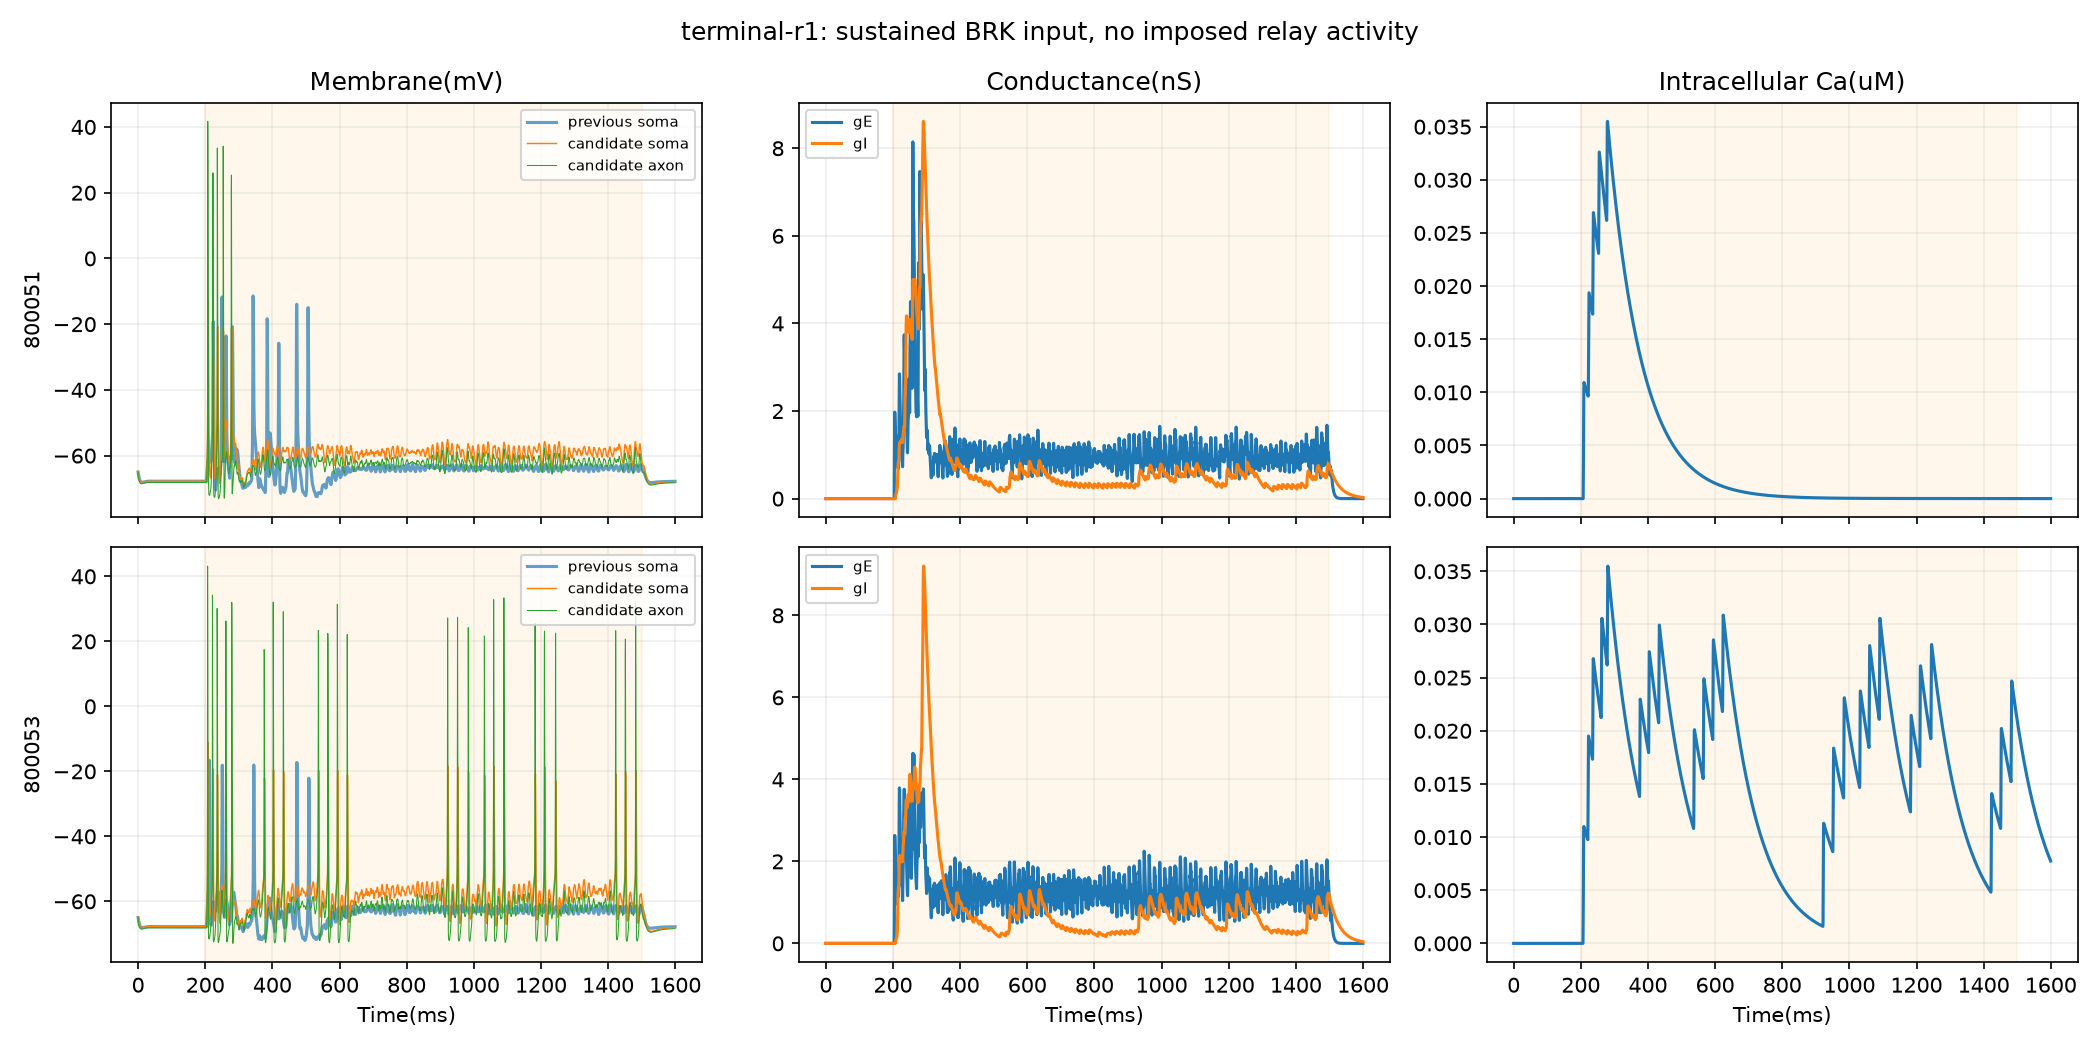 terminal-r1: sustained BRK input, no imposed relay activity
Membrane(mV)
Conductance(nS)
Intracellular Ca(uM)
800051
40
20
0
−20
−40
−60
previous soma
candidate soma
candidate axon
8
6
4
2
0
gE
gI
0.035
0.030
0.025
0.020
0.015
0.010
0.005
0.000
800053
40
20
0
−20
−40
−60
previous soma
candidate soma
candidate axon
0 200 400 600 800 1000 1200 1400 1600
Time(ms)
8
6
4
2
0
gE
gI
0 200 400 600 800 1000 1200 1400 1600
Time(ms)
0.035
0.030
0.025
0.020
0.015
0.010
0.005
0.000
0 200 400 600 800 1000 1200 1400 1600
Time(ms)